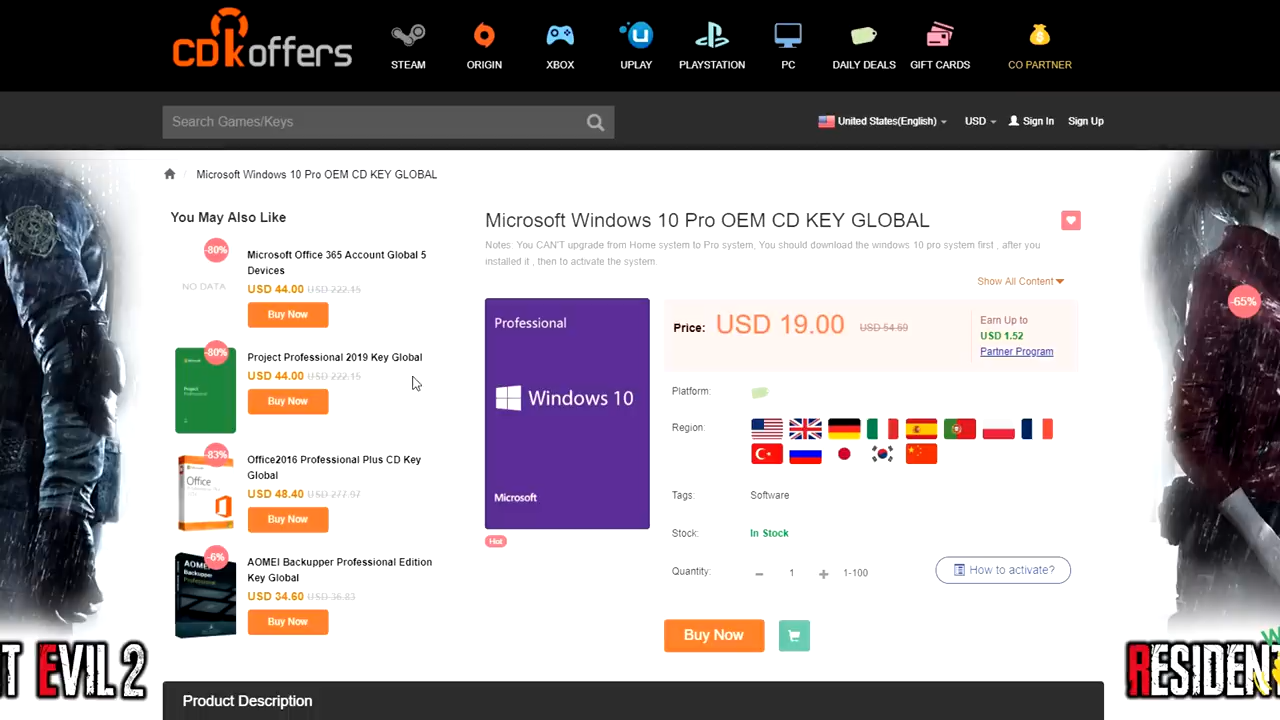 CDKoffers
STEAM
ORIGIN
XBOX
UPLAY
PLAYSTATION
PC
DAILY DEALS
GIFT CARDS
CO PARTNER
Search Games/Keys
United States(English)
USD
Sign In
Sign Up
Microsoft Windows 10 Pro OEM CD KEY GLOBAL
You May Also Like
-80%
NO DATA
Microsoft Office 365 Account Global 5
Devices
USD 44.00 USD 222.15
Buy Now
-80%
Project
Professional
Project Professional 2019 Key Global
USD 44.00 USD 222.15
Buy Now
-83%
Office
Office2016 Professional Plus CD Key
Global
USD 48.40 USD 277.97
Buy Now
-6%
AOMEI
Backupper
AOMEI Backupper Professional Edition
Key Global
USD 34.60 USD 36.83
Buy Now
Microsoft Windows 10 Pro OEM CD KEY GLOBAL
Notes: You CAN'T upgrade from Home system to Pro system, You should download the windows 10 pro system first , after you
installed it , then to activate the system.
Show All Content
Professional
Windows 10
Microsoft
Hot
Price: USD 19.00 USD 54.69
Earn Up to
USD 1.52
Partner Program
Platform:
Region:
Tags: Software
Stock: In Stock
Quantity: − 1 + 1-100
How to activate?
Buy Now
-65%
T EVIL 2
RESIDENT
Product Description